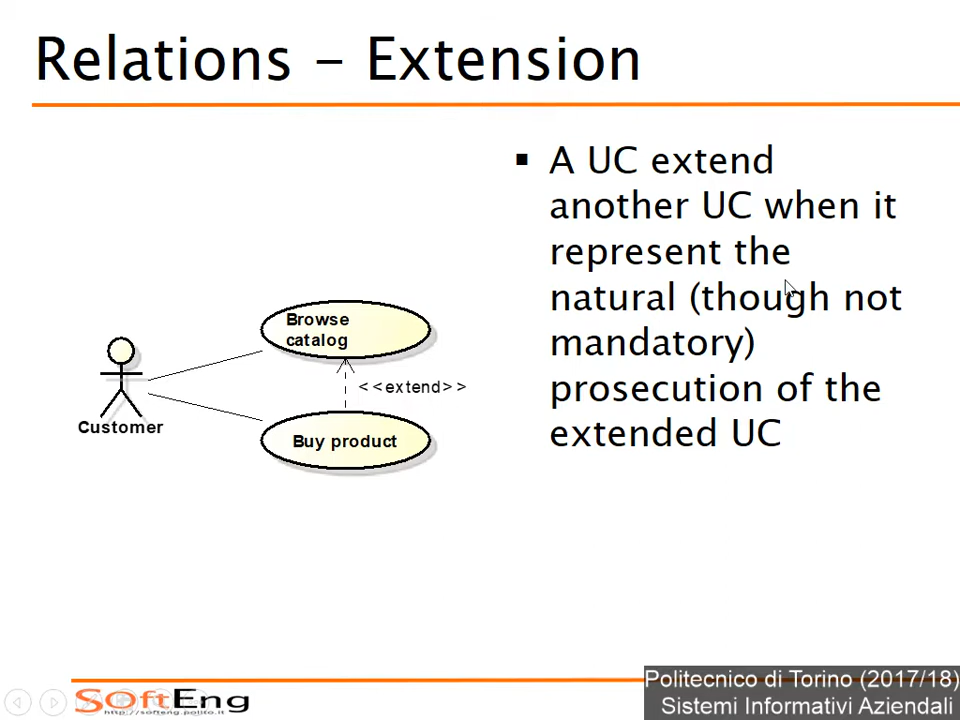 Relations – Extension
▪ A UC extend
another UC when it
represent the
natural (though not
mandatory)
prosecution of the
extended UC
Browse
catalog
<<extend>>
Customer
Buy product
SOftEng
http://softeng.polito.it
Politecnico di Torino (2017/18)
Sistemi Informativi Aziendali